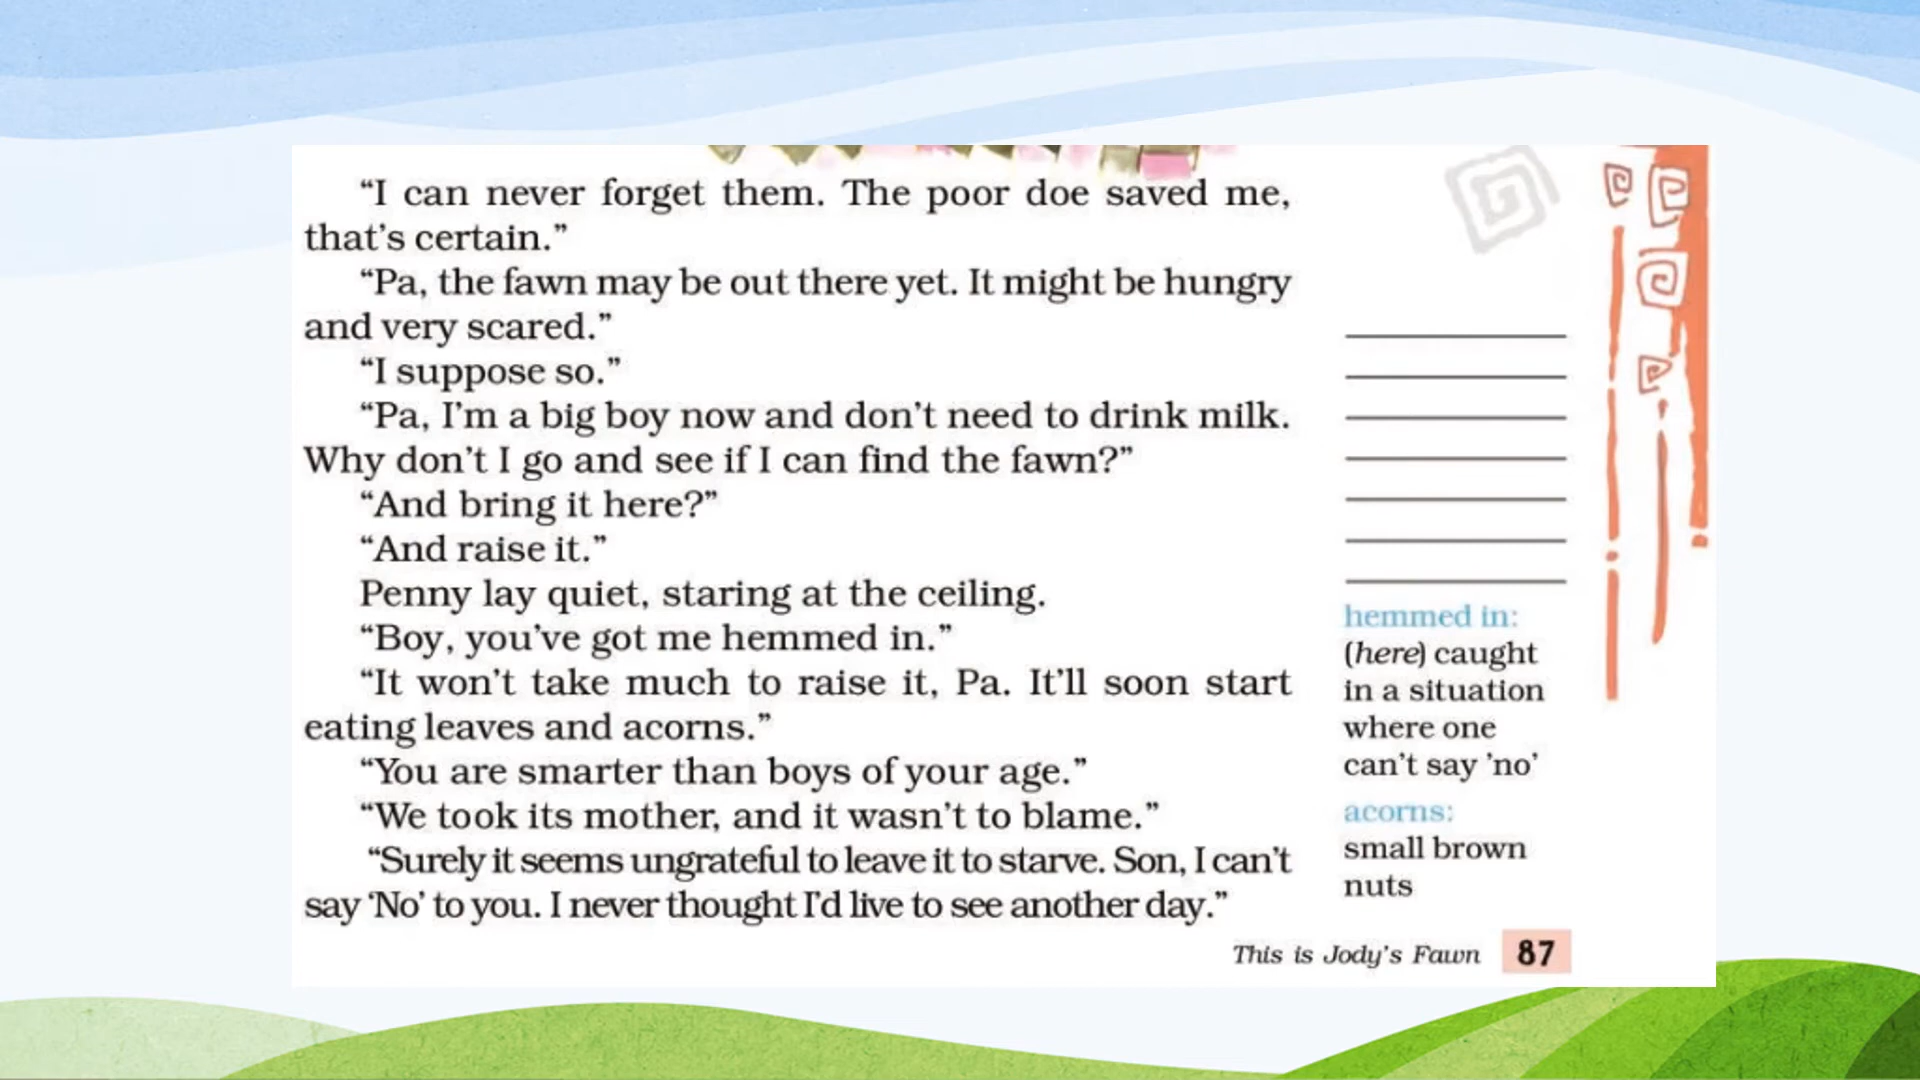 “I can never forget them. The poor doe saved me,
that’s certain.”
“Pa, the fawn may be out there yet. It might be hungry
and very scared.”
“I suppose so.”
“Pa, I’m a big boy now and don’t need to drink milk.
Why don’t I go and see if I can find the fawn?”
“And bring it here?”
“And raise it.”
Penny lay quiet, staring at the ceiling.
“Boy, you’ve got me hemmed in.”
“It won’t take much to raise it, Pa. It’ll soon start
eating leaves and acorns.”
“You are smarter than boys of your age.”
“We took its mother, and it wasn’t to blame.”
“Surely it seems ungrateful to leave it to starve. Son, I can’t
say ‘No’ to you. I never thought I’d live to see another day.”
hemmed in:
(here) caught
in a situation
where one
can’t say ’no’
acorns:
small brown
nuts
This is Jody’s Fawn 87